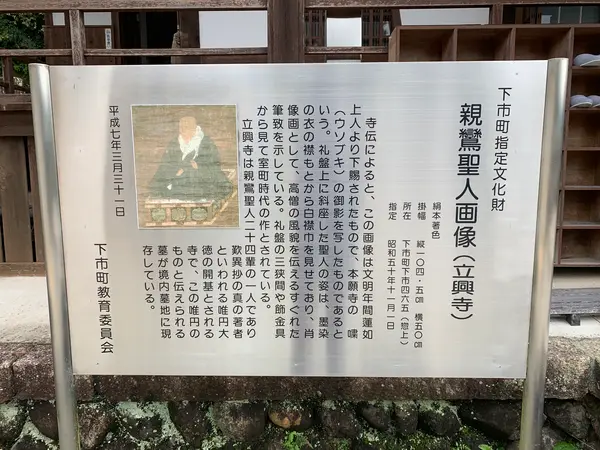 下市町指定文化財
親鸞聖人画像(立興寺)
絹本著色
掛幅 縦一〇四・五㎝ 横五〇㎝
所在 下市町下市四六五(惣上)
指定 昭和五十年十一月一日
寺伝によると、この画像は文明年間蓮如
上人より下賜されたもので、本願寺の 嘆
(ウソブキ)の御影を写したものであると
いう。礼盤上に斜座した聖人の姿は、墨染
の衣の襟もとから白襟巾を見せており、肖
像画として、高僧の風貌を伝えるすぐれた
筆致を示している。礼盤の三狭間や飾金具
から見て室町時代の作とされている。
立興寺は親鸞聖人二十四輩の一人であり
歎異抄の真の著者
といわれる唯円大
徳の開基とされる
寺で、この唯円の
ものと伝えられる
墓が境内墓地に現
存している。
平成七年三月三十一日
下市町教育委員会